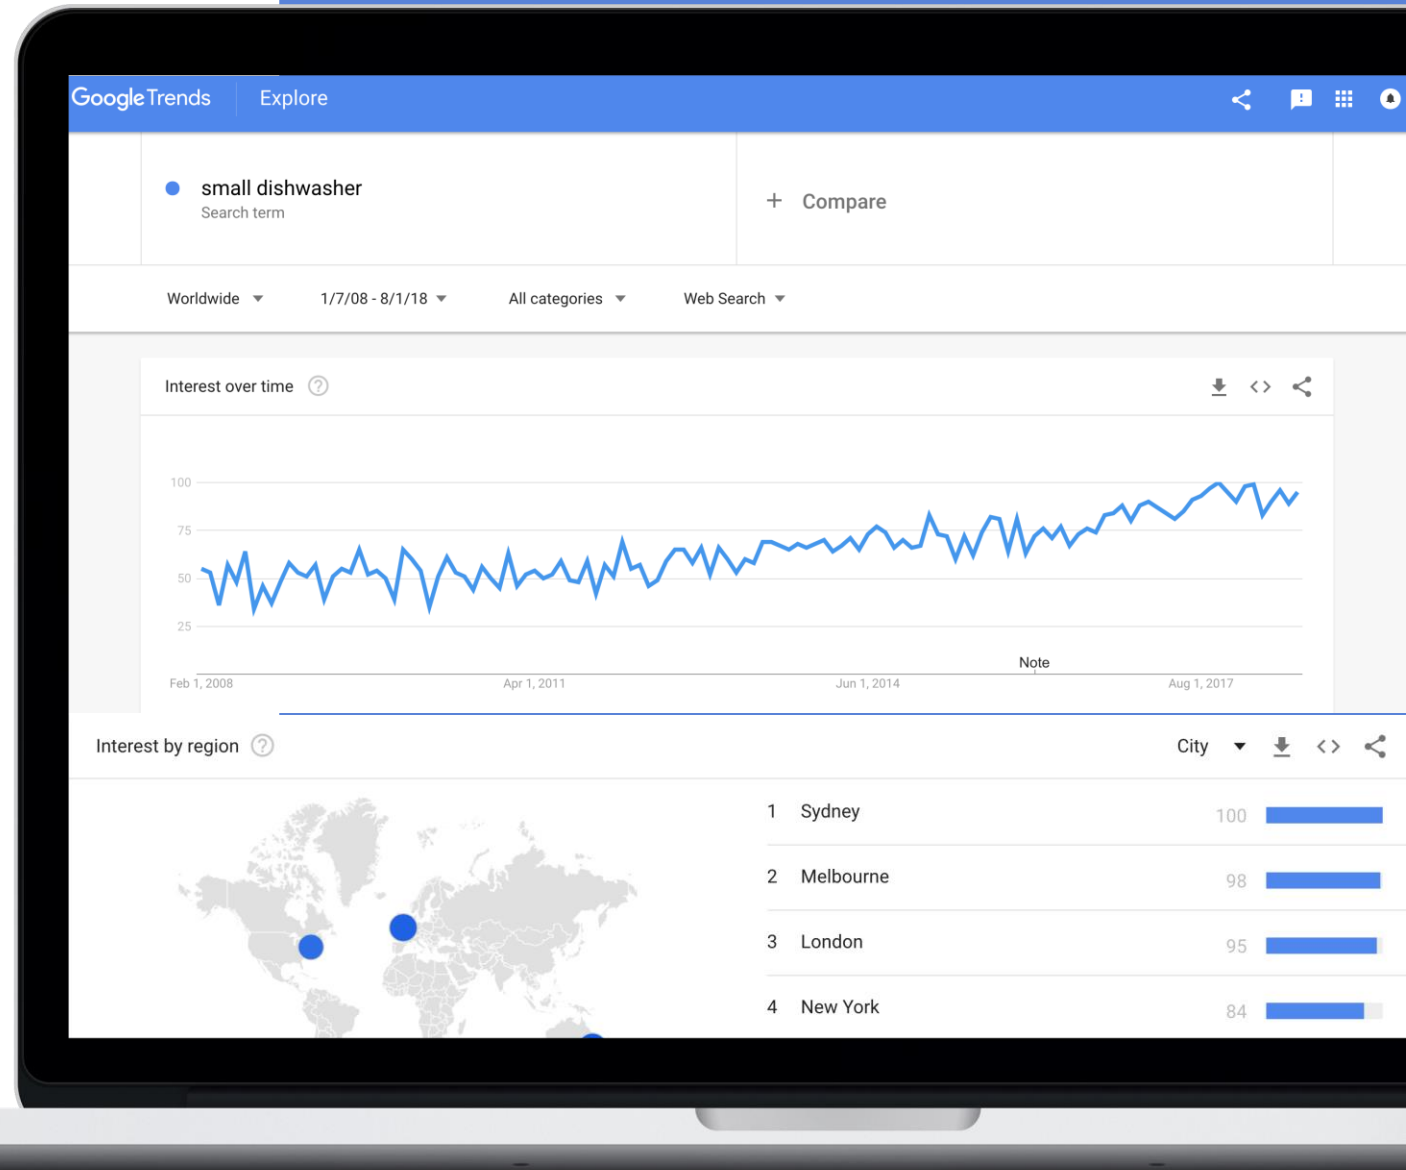 Google Trends Explore
small dishwasher
Search term
+ Compare
Worldwide 1/7/08 - 8/1/18 All categories Web Search
Interest over time ?
100
75
50
25
Note
Feb 1, 2008 Apr 1, 2011 Jun 1, 2014 Aug 1, 2017
Interest by region ? City
1 Sydney 100
2 Melbourne 98
3 London 95
4 New York 84